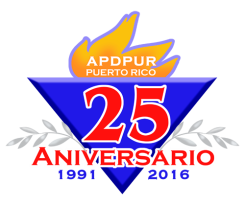 APDPUR
PUERTO RICO
25
ANIVERSARIO
1991 2016